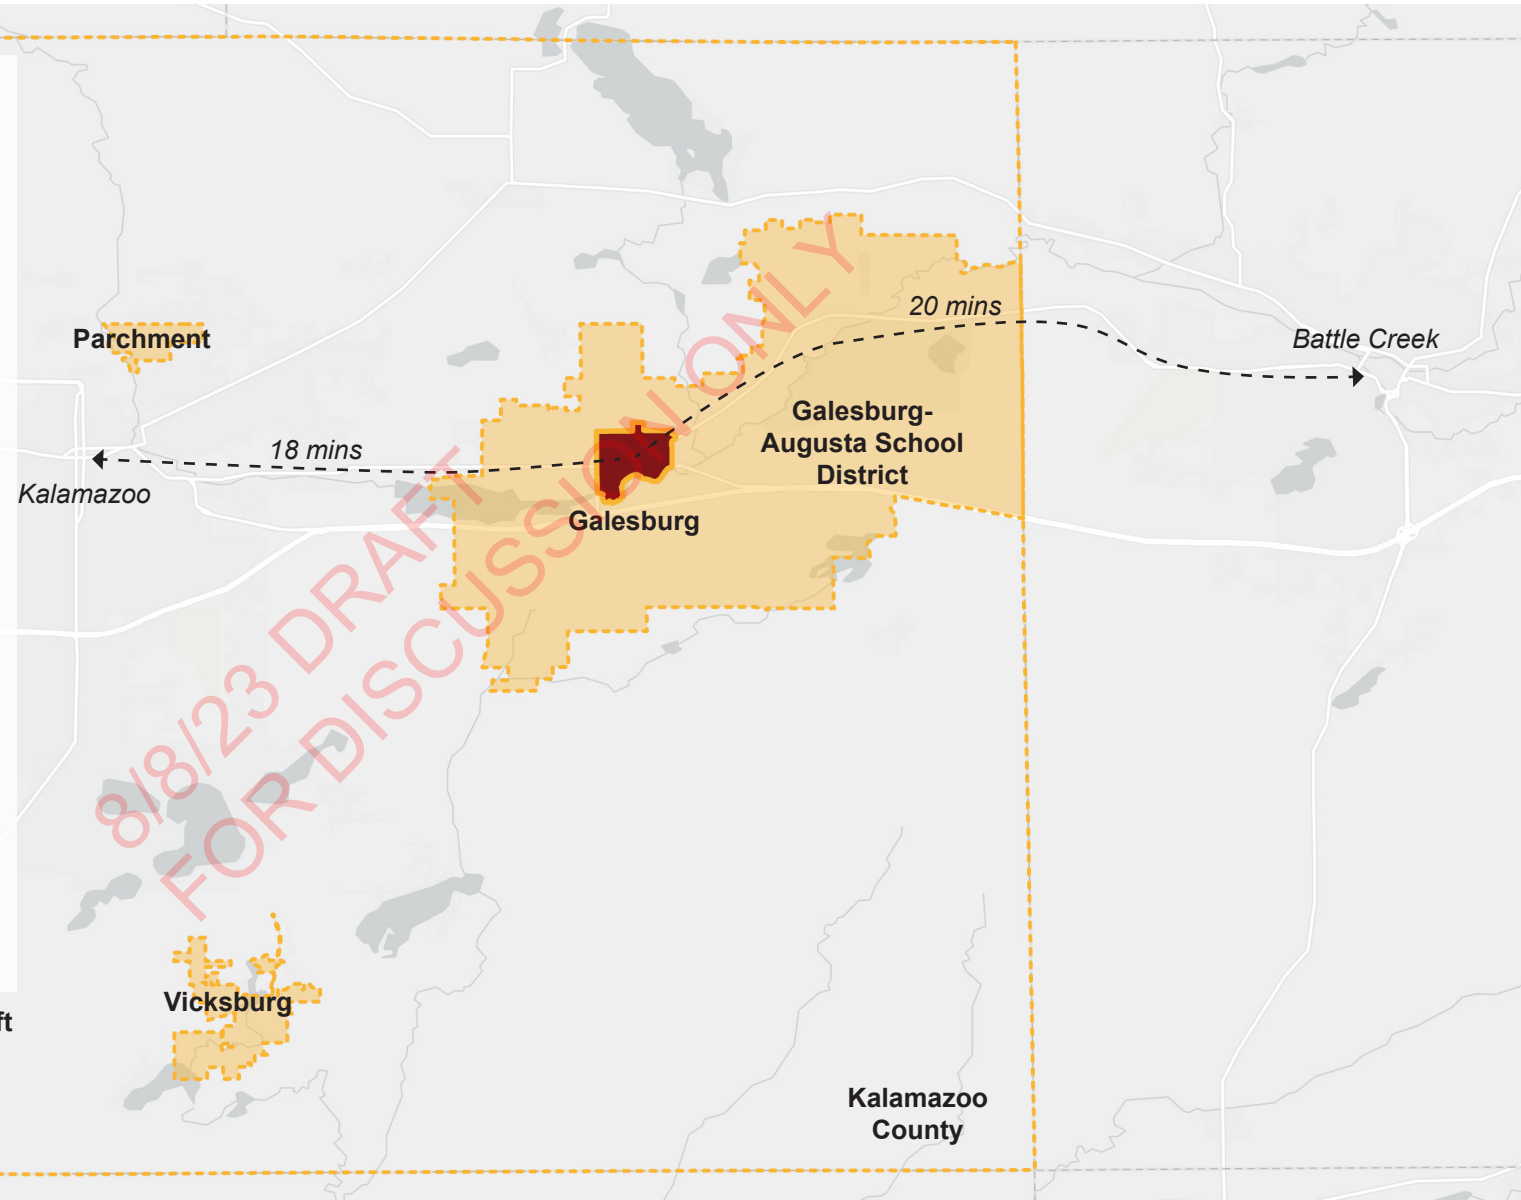 20 mins
Parchment
Battle Creek
Galesburg-
Augusta School
District
18 mins
Kalamazoo
Galesburg
8/8/23 DRAFT
FOR DISCUSSION ONLY
Vicksburg
ft
Kalamazoo
County